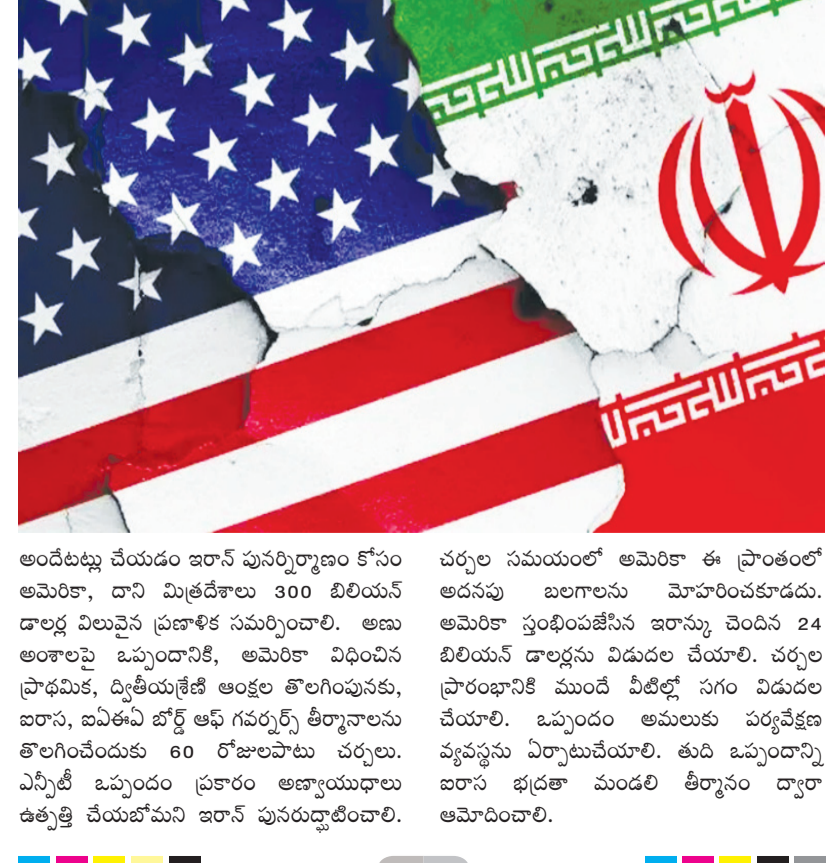 అందేటట్లు చేయడం ఇరాన్ పునర్నిర్మాణం కోసం
అమెరికా, దాని మిత్రదేశాలు 300 బిలియన్
డాలర్ల విలువైన ప్రణాళిక సమర్పించాలి. అణు
అంశాలపై ఒప్పందానికి, అమెరికా విధించిన
ప్రాథమిక, ద్వితీయశ్రేణి ఆంక్షల తొలగింపునకు,
ఐరాస, ఐఏఈఏ బోర్డ్ ఆఫ్ గవర్నర్స్ తీర్మానాలను
తొలగించేందుకు 60 రోజులపాటు చర్చలు.
ఎన్పీటీ ఒప్పందం ప్రకారం అణ్వాయుధాలు
ఉత్పత్తి చేయబోమని ఇరాన్ పునరుద్ఘాటించాలి.
చర్చల సమయంలో అమెరికా ఈ ప్రాంతంలో
అదనపు బలగాలను మోహరించకూడదు.
అమెరికా స్తంభింపజేసిన ఇరాన్కు చెందిన 24
బిలియన్ డాలర్లను విడుదల చేయాలి. చర్చల
ప్రారంభానికి ముందే వీటిల్లో సగం విడుదల
చేయాలి. ఒప్పందం అమలుకు పర్యవేక్షణ
వ్యవస్థను ఏర్పాటుచేయాలి. తుది ఒప్పందాన్ని
ఐరాస భద్రతా మండలి తీర్మానం ద్వారా
ఆమోదించాలి.